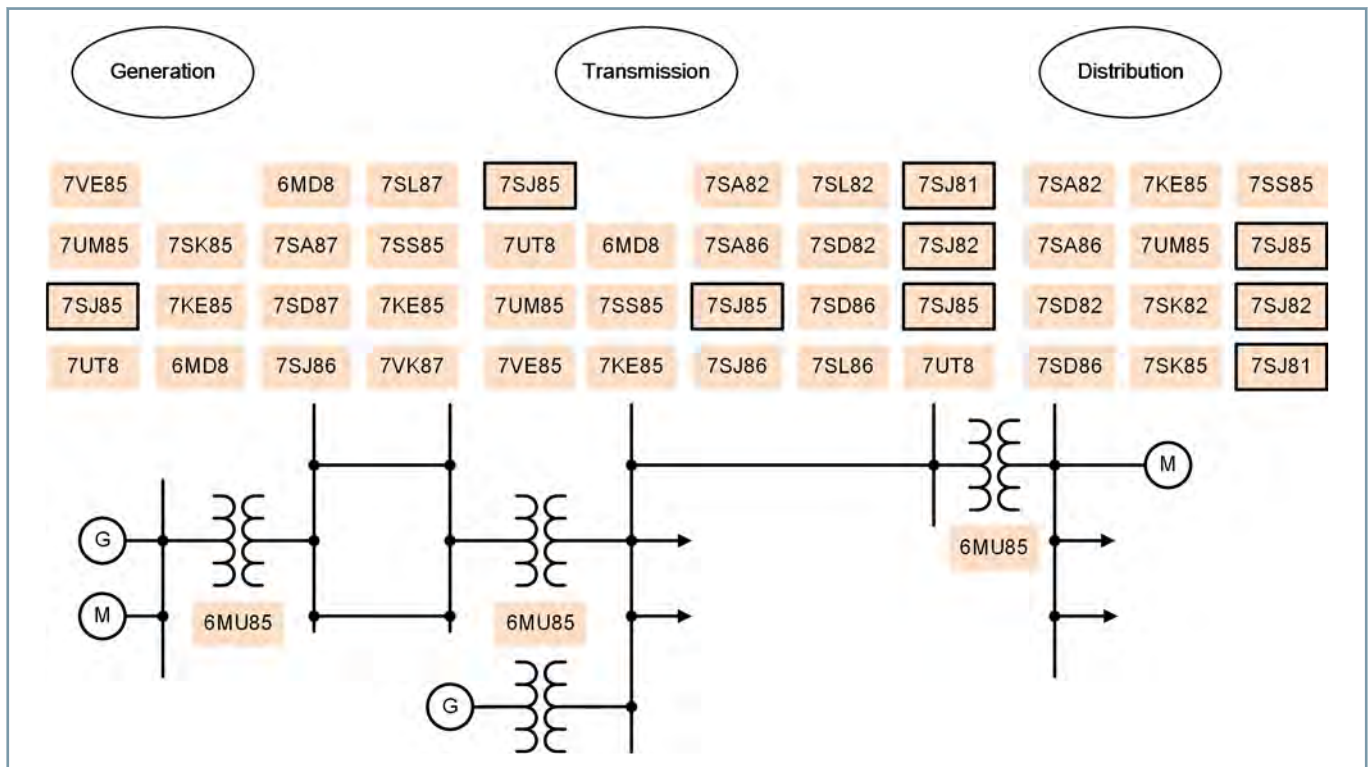 Generation Transmission Distribution
7VE85 6MD8 7SL87 7SJ85 7SA82 7SL82 7SJ81 7SA82 7KE85 7SS85
7UM85 7SK85 7SA87 7SS85 7UT8 6MD8 7SA86 7SD82 7SJ82 7SA86 7UM85 7SJ85
7SJ85 7KE85 7SD87 7KE85 7UM85 7SS85 7SJ85 7SD86 7SJ85 7SD82 7SK82 7SJ82
7UT8 6MD8 7SJ86 7VK87 7VE85 7KE85 7SJ86 7SL86 7UT8 7SD86 7SK85 7SJ81
M
G 6MU85
M 6MU85 6MU85
G